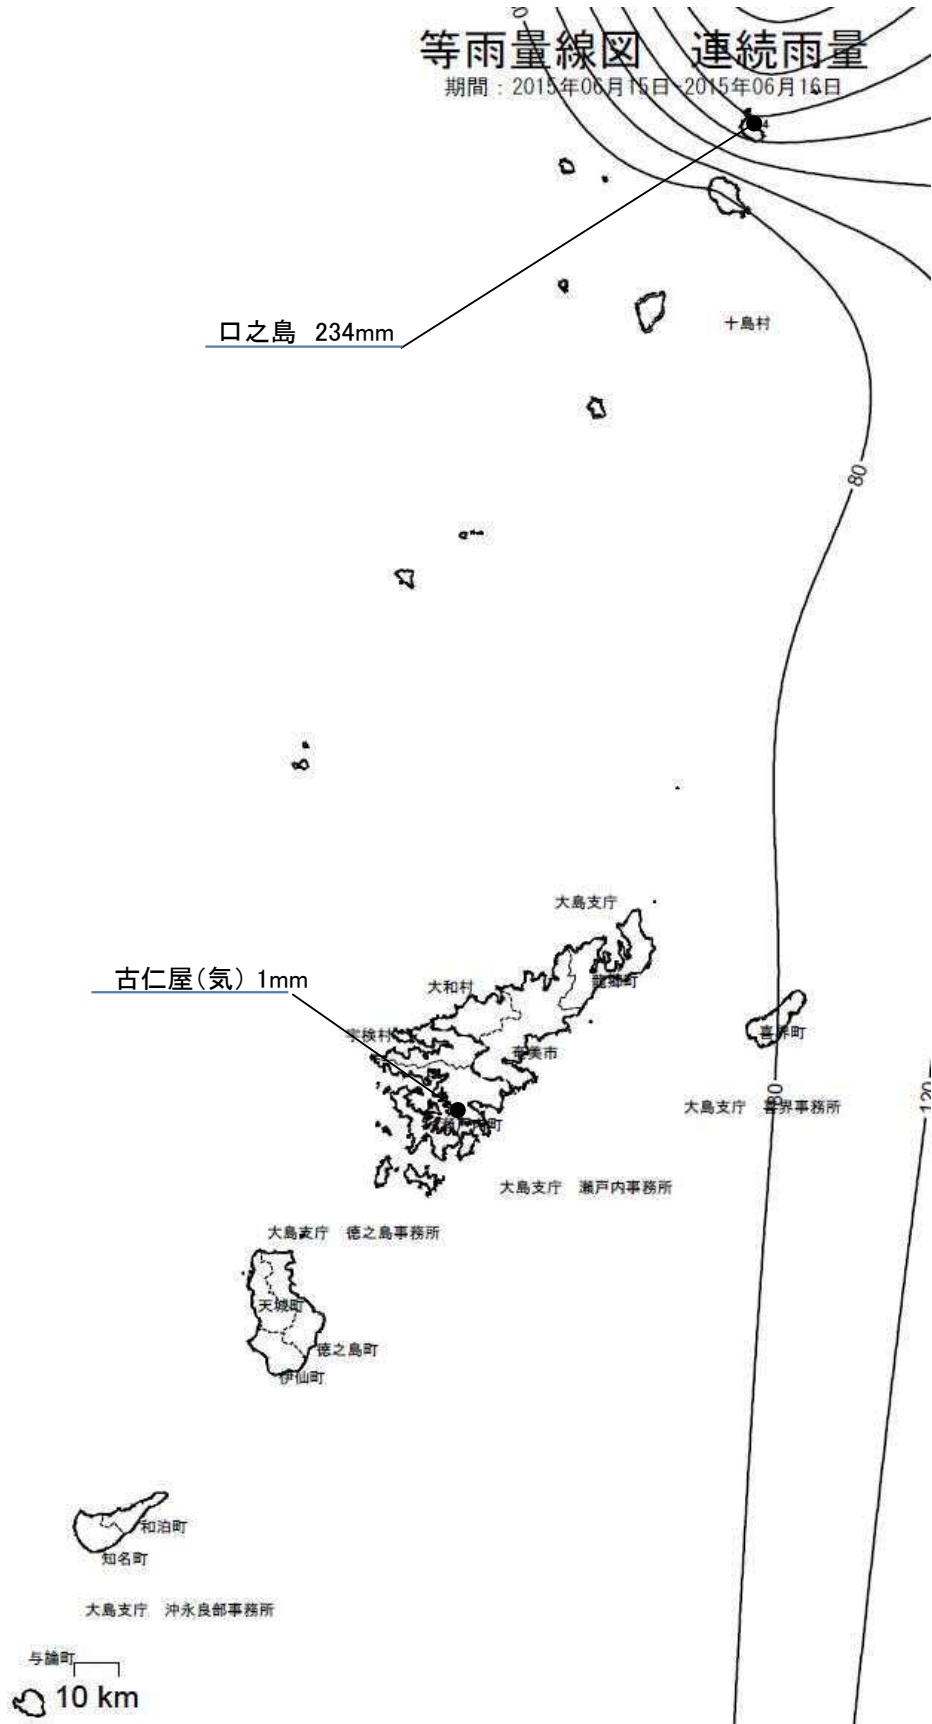 等雨量線図　連続雨量
期間：2015年06月15日-2015年06月16日
口之島　234mm
十島村
80
大島支庁
古仁屋(気) 1mm
大和村
龍郷町
宇検村
奄美市
喜界町
80
120
大島支庁　喜界事務所
瀬戸内町
大島支庁　瀬戸内事務所
大島支庁　徳之島事務所
天城町
徳之島町
伊仙町
和泊町
知名町
大島支庁　沖永良部事務所
与論町
10 km